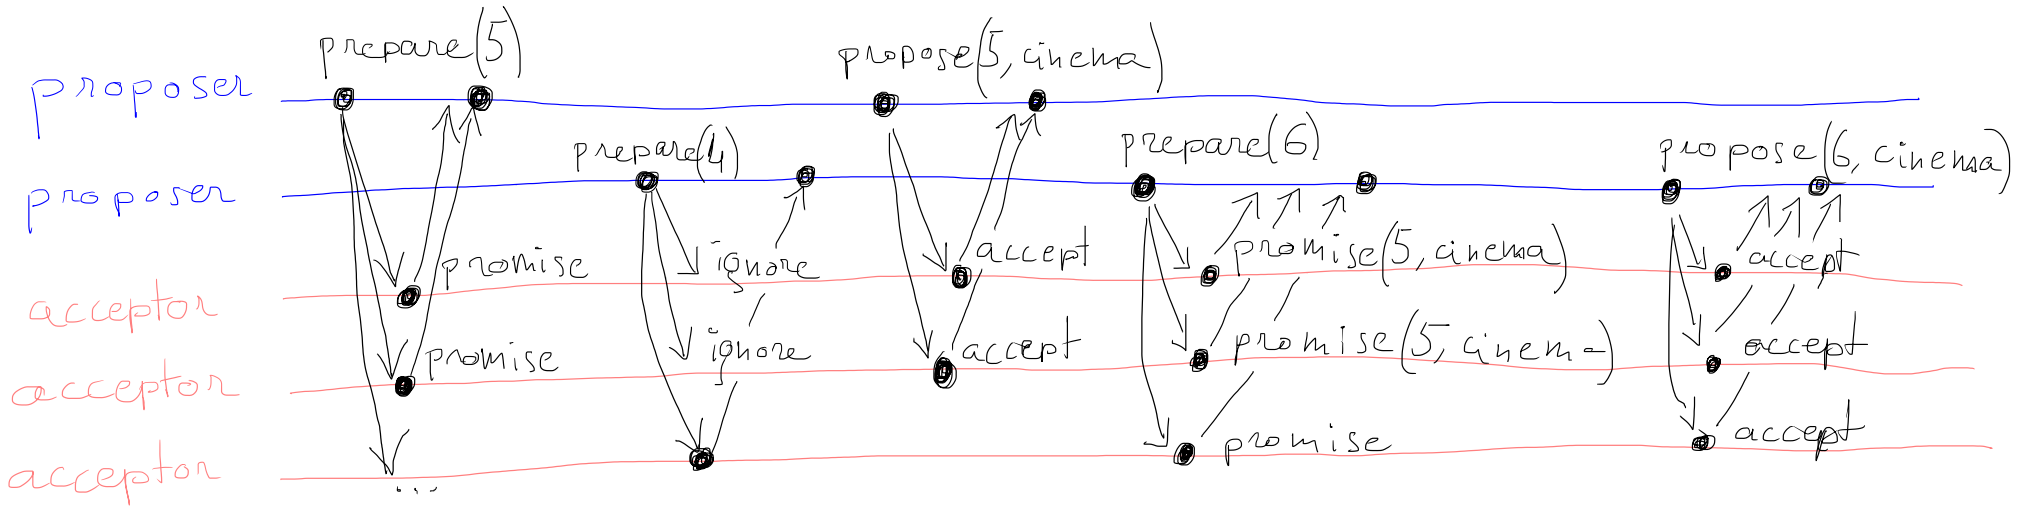 prepare(5)
propose(5, cinema)
proposer
prepare(4)
prepare(6)
propose(6, cinema)
proposer
promise
ignore
accept
promise(5, cinema)
accept
acceptor
promise
ignore
accept
promise(5, cinema)
accept
acceptor
promise
accept
acceptor
...